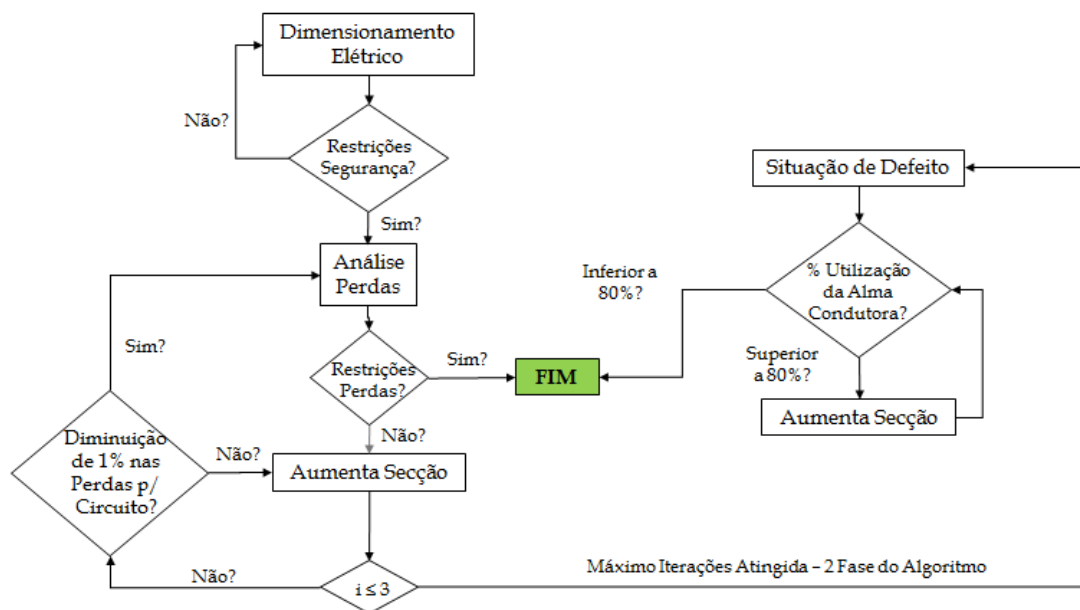 Dimensionamento
Elétrico
Não?
Restrições
Segurança?
Sim?
Análise
Perdas
Sim?
Restrições
Perdas?
Sim?
FIM
Não?
Diminuição
de 1% nas
Perdas p/
Circuito?
Não?
Aumenta Secção
Não?
i ≤ 3
Máximo Iterações Atingida – 2 Fase do Algoritmo
Situação de Defeito
% Utilização
da Alma
Condutora?
Inferior a
80%?
Superior
a 80%?
Aumenta Secção